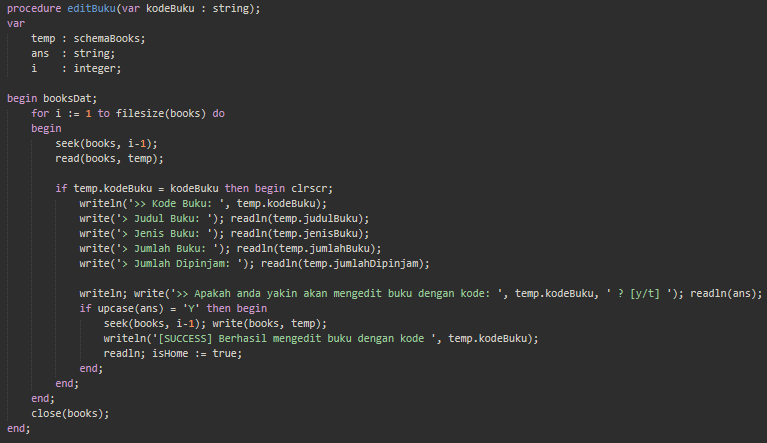 procedure editBuku(var kodeBuku : string);
var
    temp : schemaBooks;
    ans  : string;
    i    : integer;

begin booksDat;
    for i := 1 to filesize(books) do
    begin
        seek(books, i-1);
        read(books, temp);

        if temp.kodeBuku = kodeBuku then begin clrscr;
            writeln('>> Kode Buku: ', temp.kodeBuku);
            write('> Judul Buku: '); readln(temp.judulBuku);
            write('> Jenis Buku: '); readln(temp.jenisBuku);
            write('> Jumlah Buku: '); readln(temp.jumlahBuku);
            write('> Jumlah Dipinjam: '); readln(temp.jumlahDipinjam);

            writeln; write('>> Apakah anda yakin akan mengedit buku dengan kode: ', temp.kodeBuku, ' ? [y/t] '); readln(ans);
            if upcase(ans) = 'Y' then begin
                seek(books, i-1); write(books, temp);
                writeln('[SUCCESS] Berhasil mengedit buku dengan kode ', temp.kodeBuku);
                readln; isHome := true;
            end;
        end;
    end;
    close(books);
end;